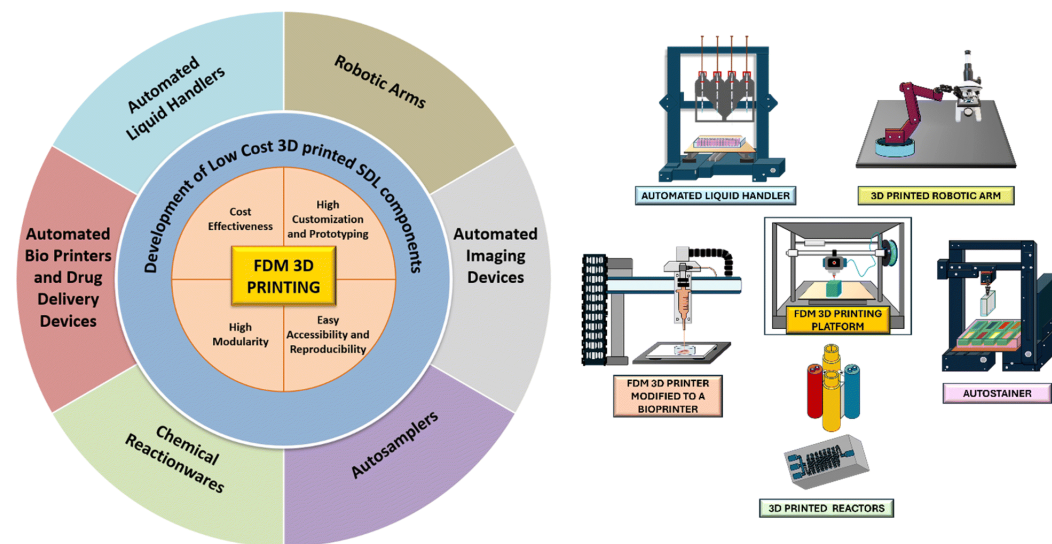 Automated
Liquid Handlers
Robotic Arms
Automated
Bio Printers
and Drug
Delivery
Devices
Automated
Imaging
Devices
Chemical
Reactionwares
Autosamplers
Development of Low Cost 3D printed SDL components
Cost
Effectiveness
High
Customization
and Prototyping
FDM 3D
PRINTING
High
Modularity
Easy
Accessibility and
Reproducibility
AUTOMATED LIQUID HANDLER
3D PRINTED ROBOTIC ARM
FDM 3D PRINTING
PLATFORM
FDM 3D PRINTER
MODIFIED TO A
BIOPRINTER
AUTOSTAINER
3D PRINTED REACTORS